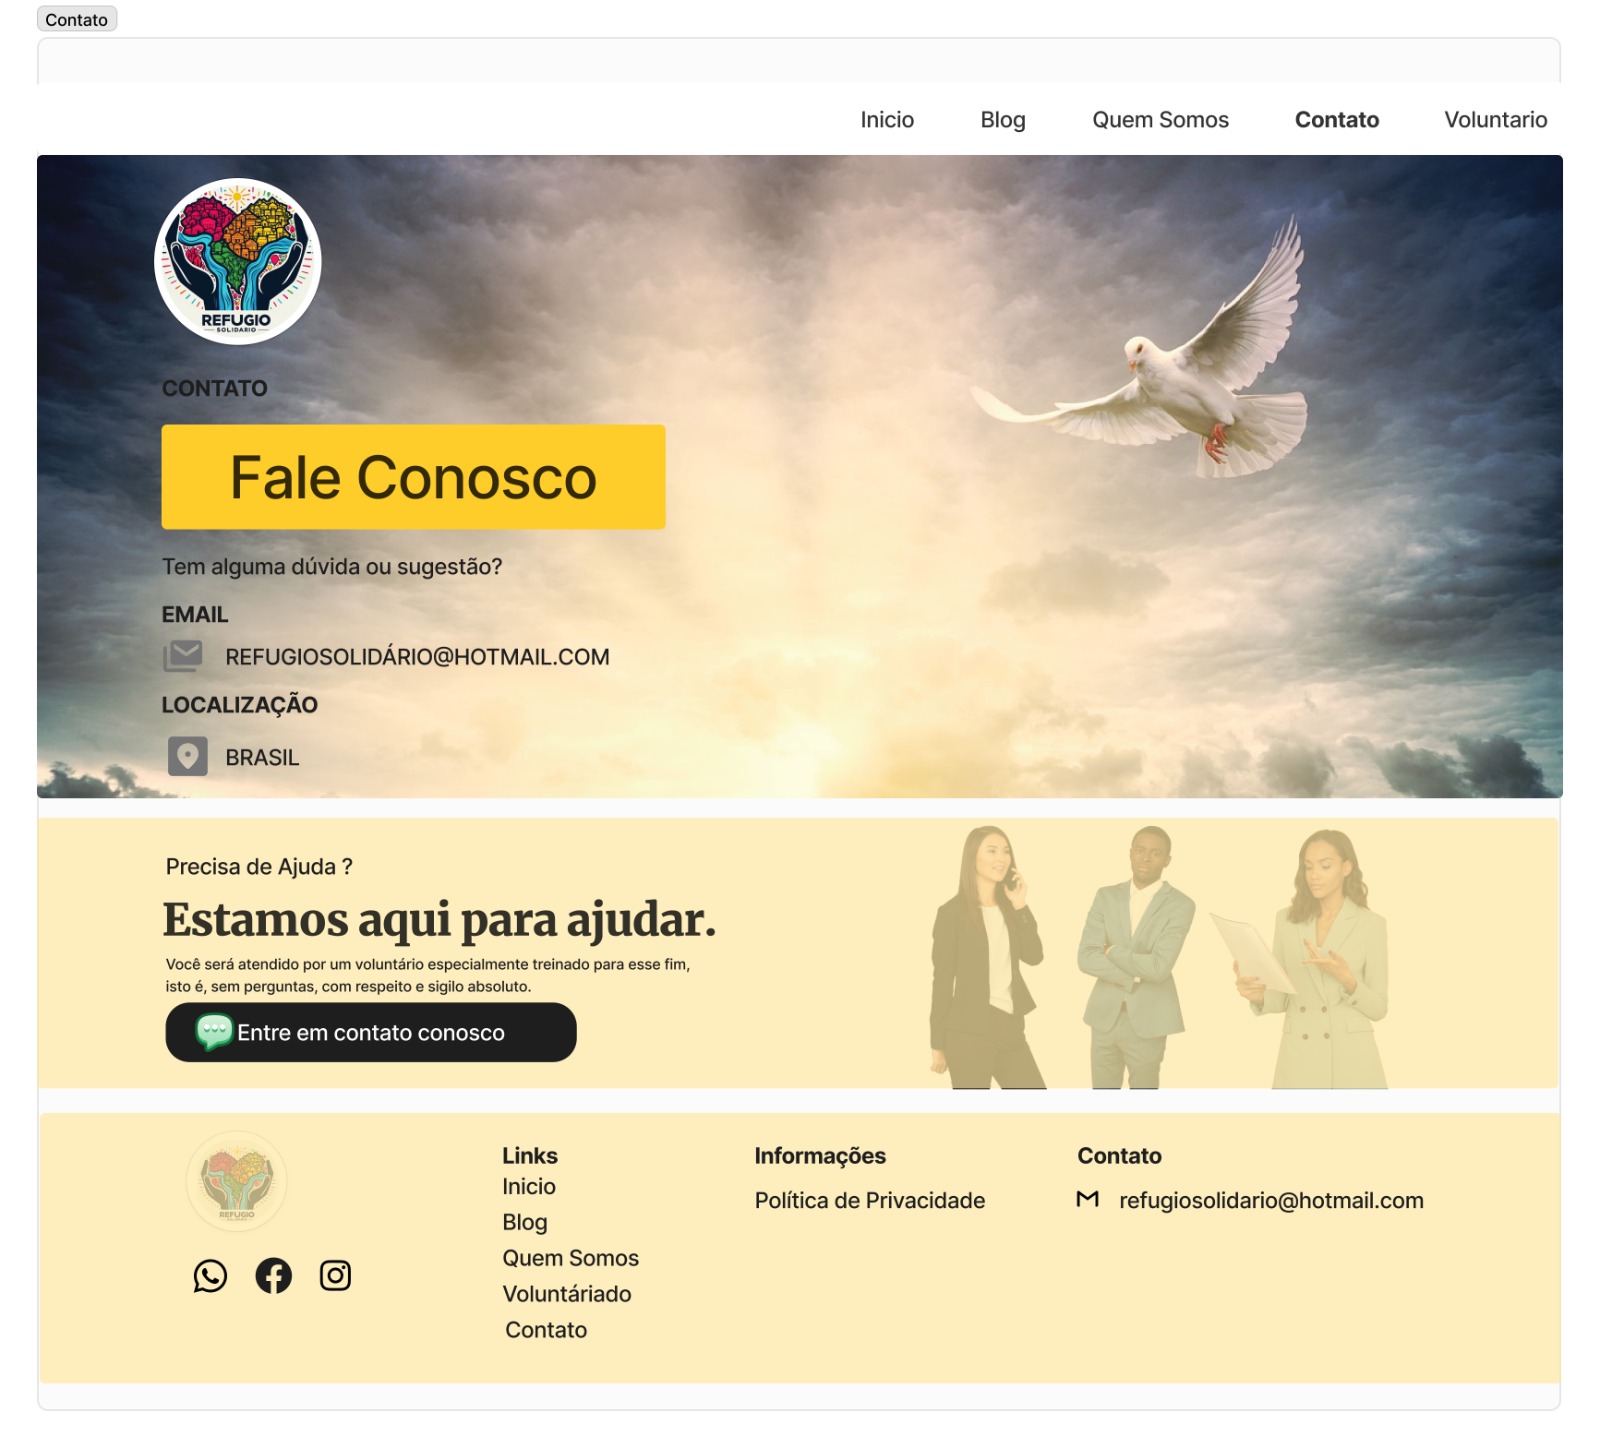 Contato
Inicio Blog Quem Somos Contato Voluntario
REFUGIO
SOLIDARIO
CONTATO
Fale Conosco
Tem alguma dúvida ou sugestão?
EMAIL
REFUGIOSOLIDÁRIO@HOTMAIL.COM
LOCALIZAÇÃO
BRASIL
Precisa de Ajuda ?
Estamos aqui para ajudar.
Você será atendido por um voluntário especialmente treinado para esse fim,
isto é, sem perguntas, com respeito e sigilo absoluto.
Entre em contato conosco
REFUGIO
SOLIDARIO
Links
Inicio
Blog
Quem Somos
Voluntáriado
Contato
Informações
Política de Privacidade
Contato
refugiosolidario@hotmail.com